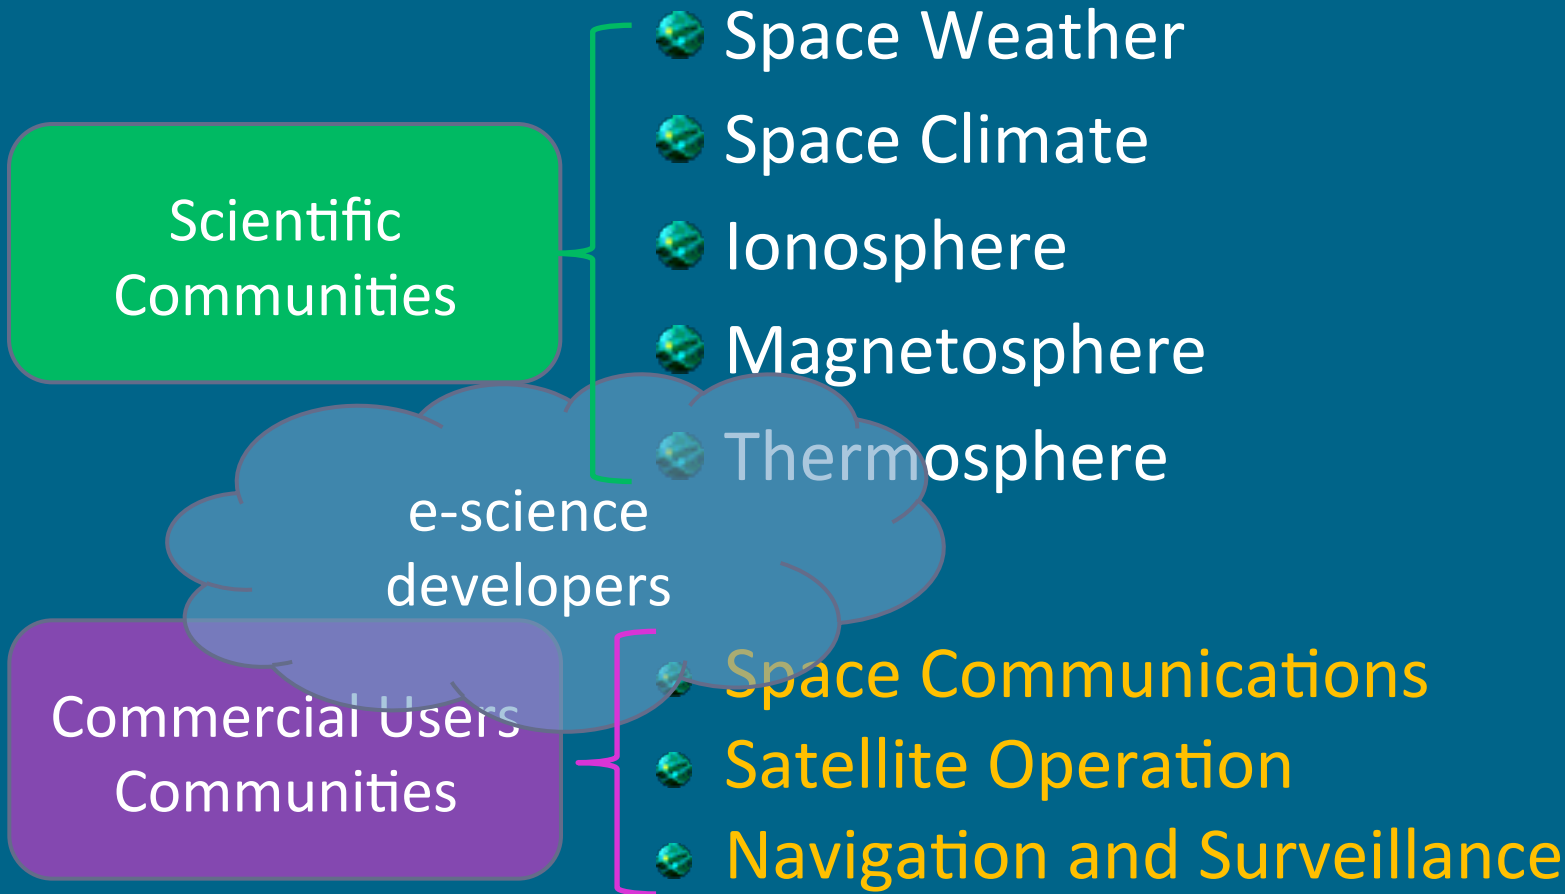 Scientific
Communities
Space Weather
Space Climate
Ionosphere
Magnetosphere
Thermosphere
e-science
developers
Commercial Users
Communities
Space Communications
Satellite Operation
Navigation and Surveillance